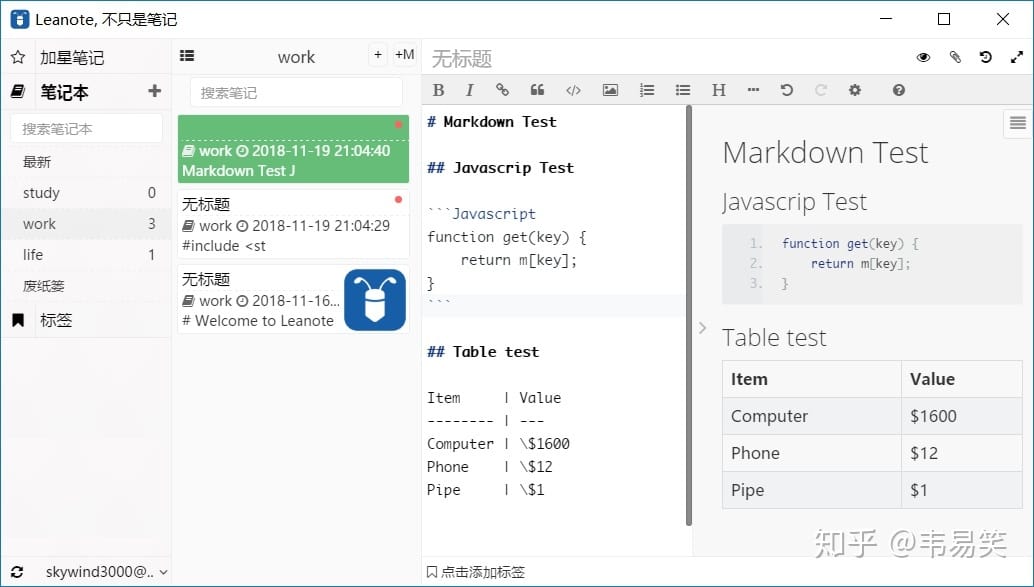 Leanote, 不只是笔记
加星笔记
笔记本
搜索笔记本
最新
study 0
work 3
life 1
废纸篓
标签
skywind3000@..
work + +M
搜索笔记
work 2018-11-19 21:04:40
Markdown Test J
无标题
work 2018-11-19 21:04:29
#include <st
无标题
work 2018-11-16...
# Welcome to Leanote
无标题
B I H
# Markdown Test
## Javascrip Test
```Javascript
function get(key) {
return m[key];
}
```
## Table test
Item | Value
-------- | ---
Computer | \$1600
Phone | \$12
Pipe | \$1
点击添加标签
Markdown Test
Javascrip Test
1. function get(key) {
2. return m[key];
3. }
Table test
Item Value
Computer $1600
Phone $12
Pipe $1
知乎 @韦易笑